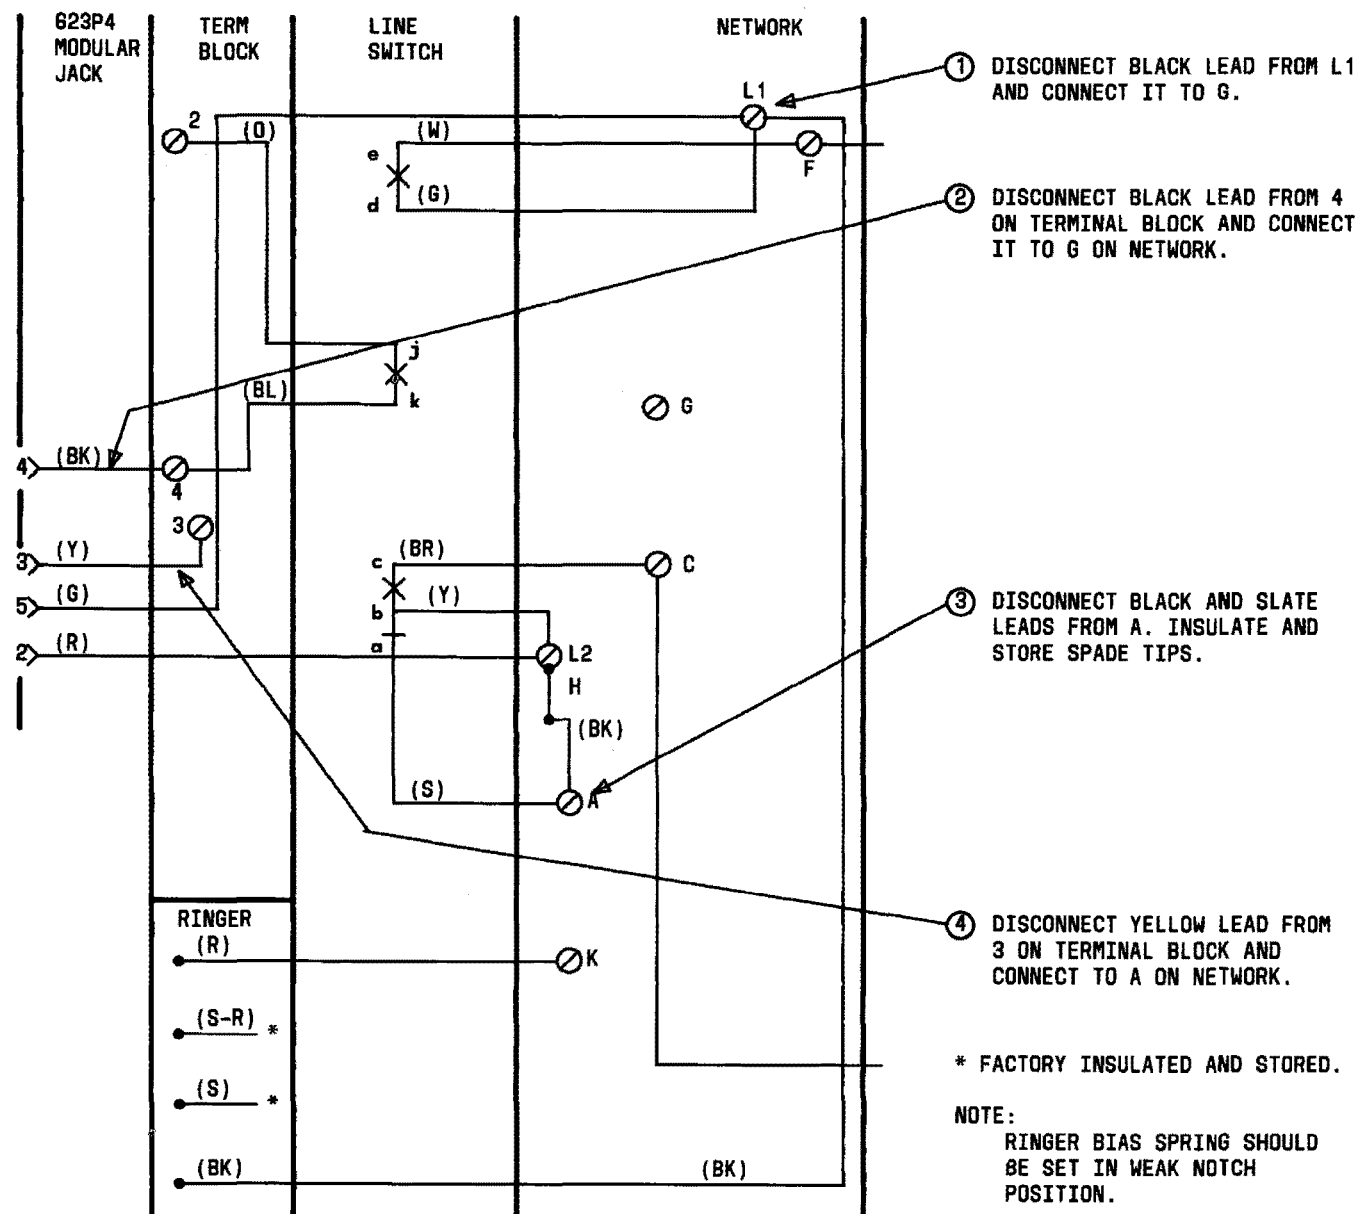 623P4
MODULAR
JACK
TERM
BLOCK
LINE
SWITCH
NETWORK
1 DISCONNECT BLACK LEAD FROM L1
AND CONNECT IT TO G.
L1
2
(O)
(W)
e
F
d
(G)
2 DISCONNECT BLACK LEAD FROM 4
ON TERMINAL BLOCK AND CONNECT
IT TO G ON NETWORK.
j
(BL)
k
G
4
(BK)
4
3
3
(Y)
c
(BR)
C
5
(G)
b
(Y)
2
(R)
a
L2
H
(BK)
3 DISCONNECT BLACK AND SLATE
LEADS FROM A. INSULATE AND
STORE SPADE TIPS.
(S)
A
RINGER
(R)
K
4 DISCONNECT YELLOW LEAD FROM
3 ON TERMINAL BLOCK AND
CONNECT TO A ON NETWORK.
(S-R) *
(S) *
* FACTORY INSULATED AND STORED.
NOTE:
RINGER BIAS SPRING SHOULD
BE SET IN WEAK NOTCH
POSITION.
(BK)
(BK)